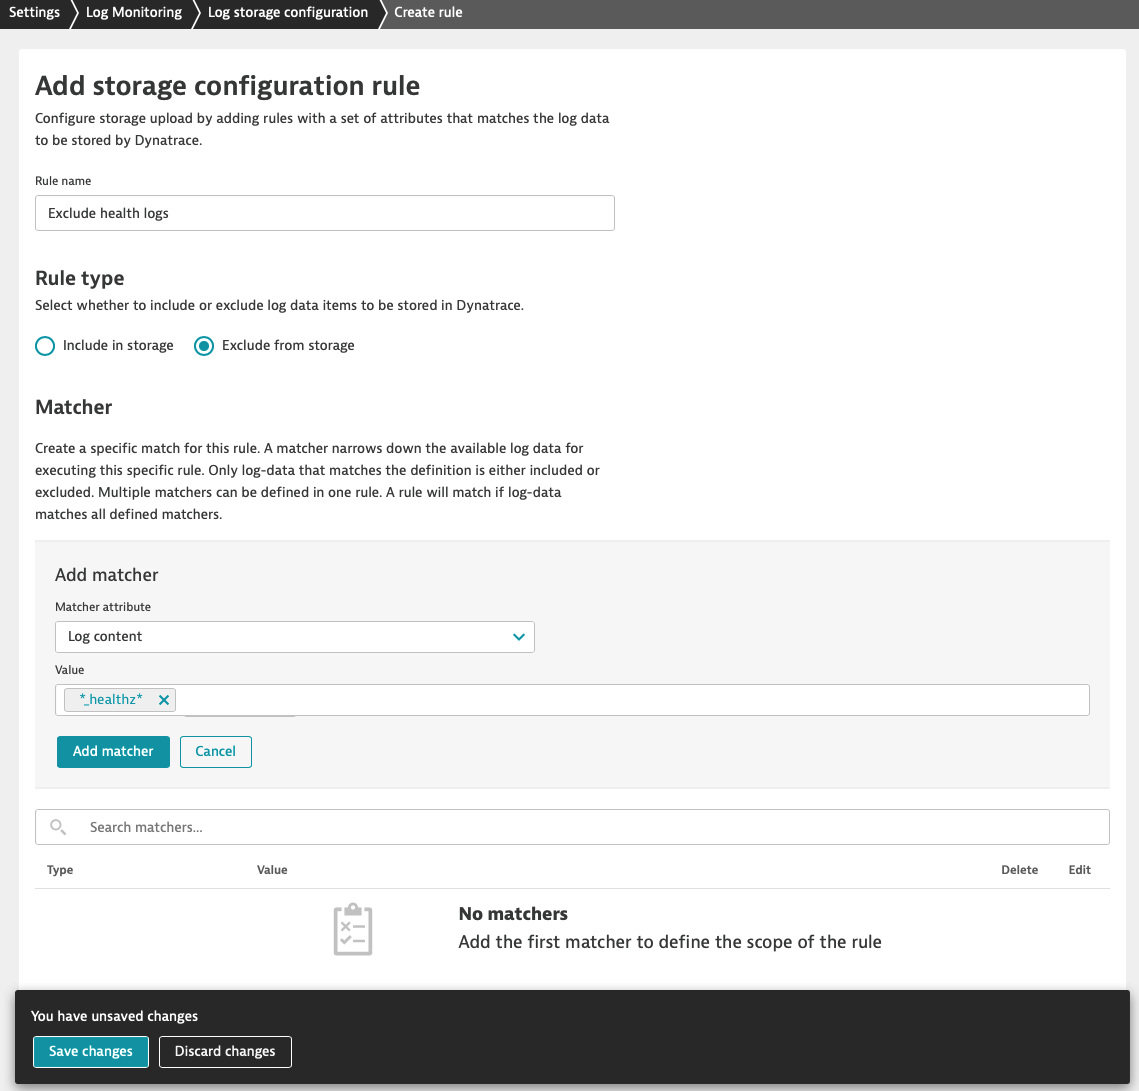 Settings
Log Monitoring
Log storage configuration
Create rule
Add storage configuration rule
Configure storage upload by adding rules with a set of attributes that matches the log data
to be stored by Dynatrace.
Rule name
Exclude health logs
Rule type
Select whether to include or exclude log data items to be stored in Dynatrace.
Include in storage
Exclude from storage
Matcher
Create a specific match for this rule. A matcher narrows down the available log data for
executing this specific rule. Only log-data that matches the definition is either included or
excluded. Multiple matchers can be defined in one rule. A rule will match if log-data
matches all defined matchers.
Add matcher
Matcher attribute
Log content
Value
*_healthz*
Add matcher
Cancel
Search matchers...
Type
Value
Delete
Edit
No matchers
Add the first matcher to define the scope of the rule
You have unsaved changes
Save changes
Discard changes